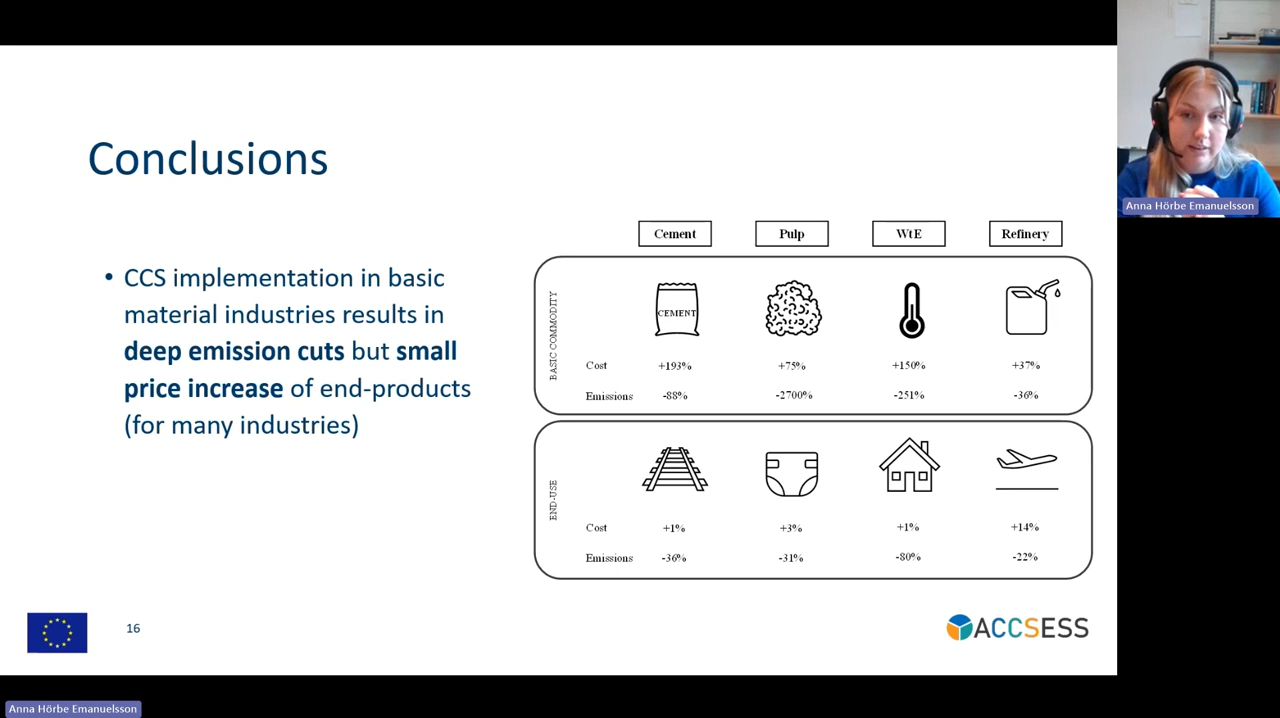 Conclusions
• CCS implementation in basic
material industries results in
deep emission cuts but small
price increase of end-products
(for many industries)
Cement Pulp WtE Refinery
BASIC COMMODITY
CEMENT
Cost +193% +75% +150% +37%
Emissions -88% -2700% -251% -36%
END-USE
Cost +1% +3% +1% +14%
Emissions -36% -31% -80% -22%
16
ACCSESS
Anna Hörbe Emanuelsson
Anna Hörbe Emanuelsson